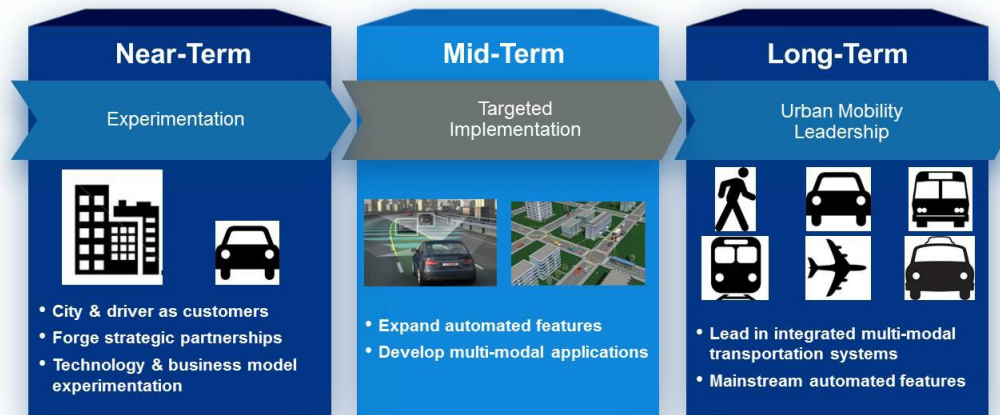 Near-Term
Experimentation
• City & driver as customers
• Forge strategic partnerships
• Technology & business model
experimentation
Mid-Term
Targeted
Implementation
• Expand automated features
• Develop multi-modal applications
Long-Term
Urban Mobility
Leadership
• Lead in integrated multi-modal
transportation systems
• Mainstream automated features